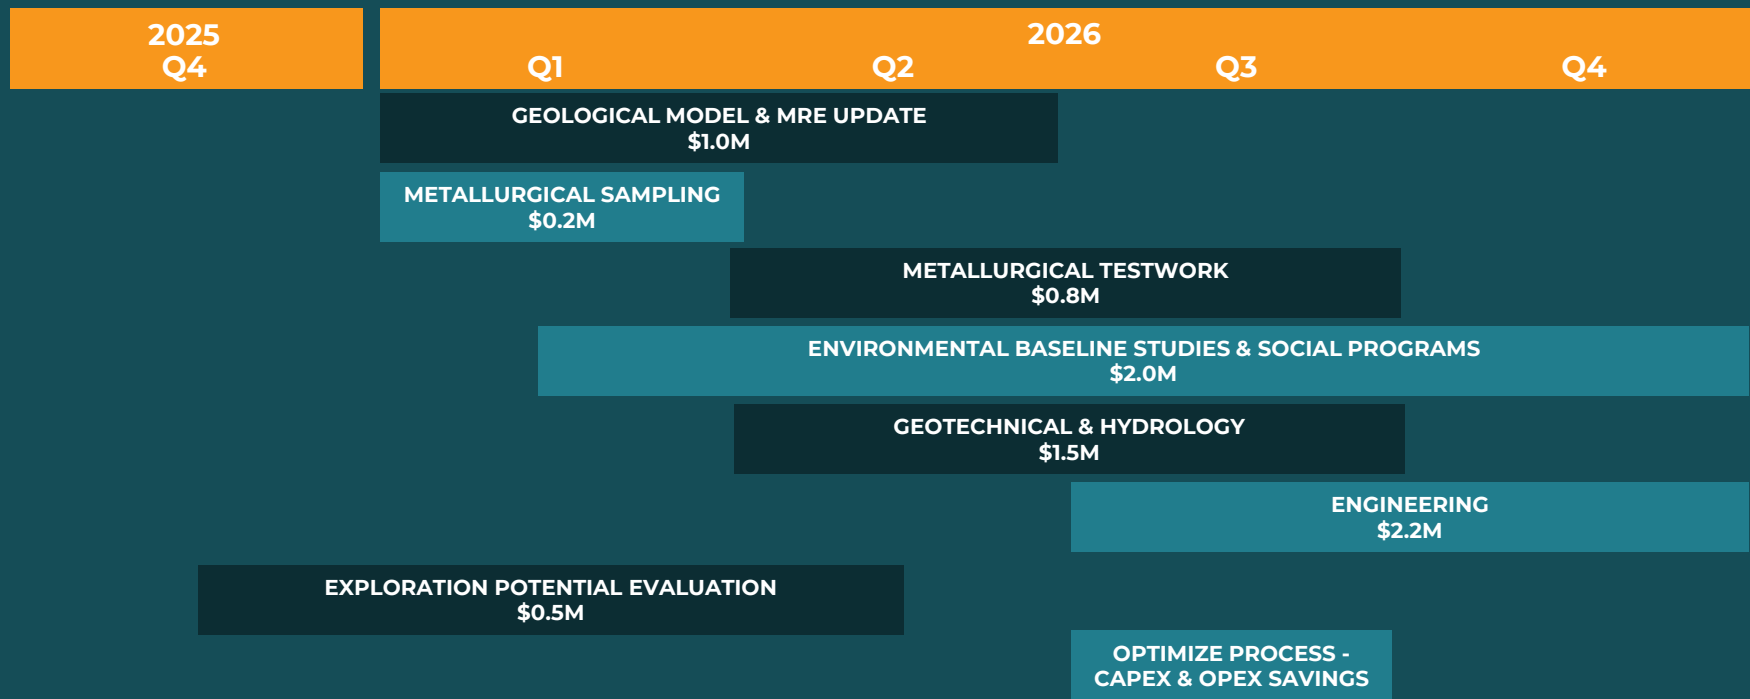 2025
Q4
2026
Q1 Q2 Q3 Q4
GEOLOGICAL MODEL & MRE UPDATE
$1.0M
METALLURGICAL SAMPLING
$0.2M
METALLURGICAL TESTWORK
$0.8M
ENVIRONMENTAL BASELINE STUDIES & SOCIAL PROGRAMS
$2.0M
GEOTECHNICAL & HYDROLOGY
$1.5M
ENGINEERING
$2.2M
EXPLORATION POTENTIAL EVALUATION
$0.5M
OPTIMIZE PROCESS -
CAPEX & OPEX SAVINGS